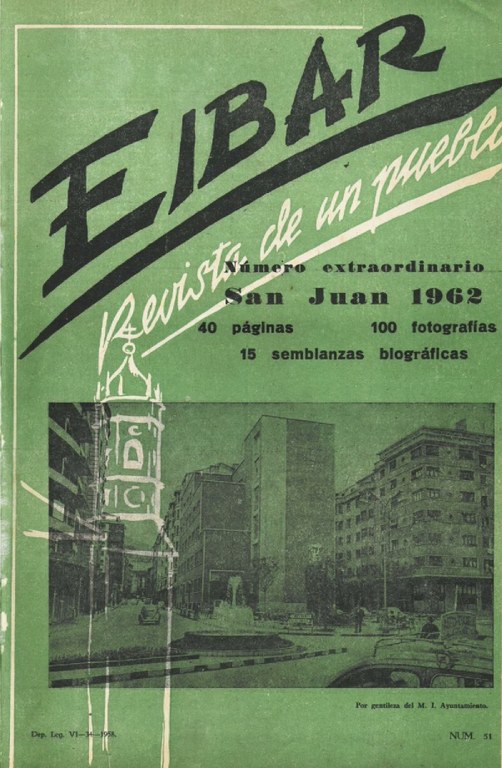 EIBAR
Revista de un pueblo
Número extraordinario
San Juan 1962
40 páginas 100 fotografías
15 semblanzas biográficas
Por gentileza del M. I. Ayuntamiento.
Dep. Leg. VI—34—1958. NUM. 51